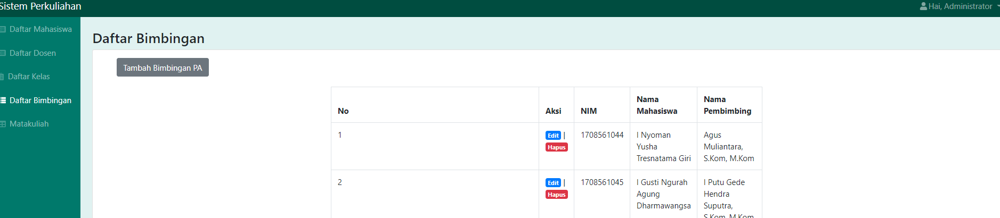 Sistem Perkuliahan
Hai, Administrator
Daftar Mahasiswa
Daftar Dosen
Daftar Kelas
Daftar Bimbingan
Matakuliah
Daftar Bimbingan
Tambah Bimbingan PA
No
Aksi
NIM
Nama
Mahasiswa
Nama
Pembimbing
1
Edit |
Hapus
1708561044
I Nyoman
Yusha
Tresnatama Giri
Agus
Muliantara,
S.Kom, M.Kom
2
Edit |
Hapus
1708561045
I Gusti Ngurah
Agung
Dharmawangsa
I Putu Gede
Hendra
Suputra,
S.Kom, M.Kom